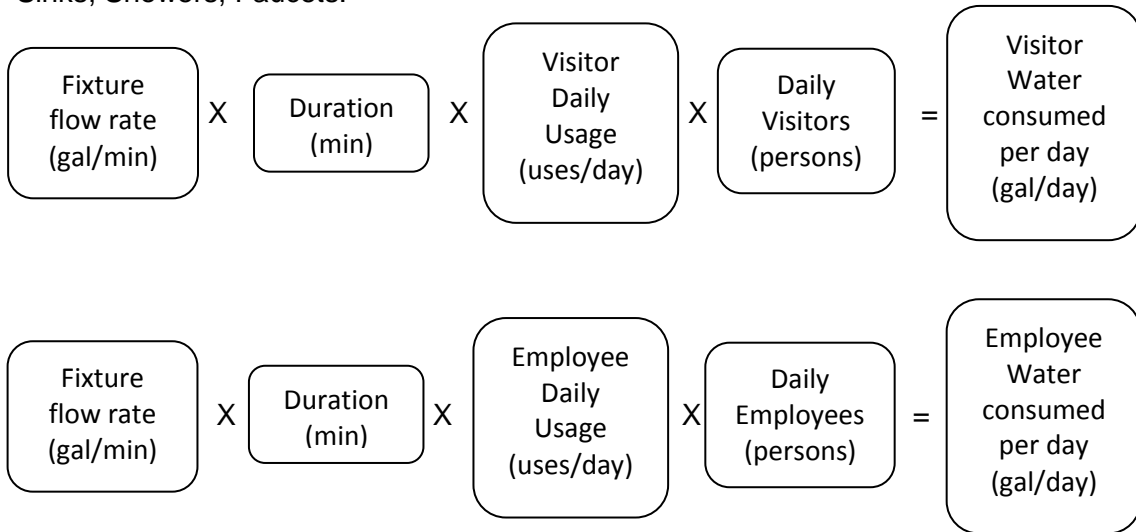 Sinks, Showers, Faucets:
Fixture
flow rate
(gal/min)
X
Duration
(min)
X
Visitor
Daily
Usage
(uses/day)
X
Daily
Visitors
(persons)
=
Visitor
Water
consumed
per day
(gal/day)
Fixture
flow rate
(gal/min)
X
Duration
(min)
X
Employee
Daily
Usage
(uses/day)
X
Daily
Employees
(persons)
=
Employee
Water
consumed
per day
(gal/day)